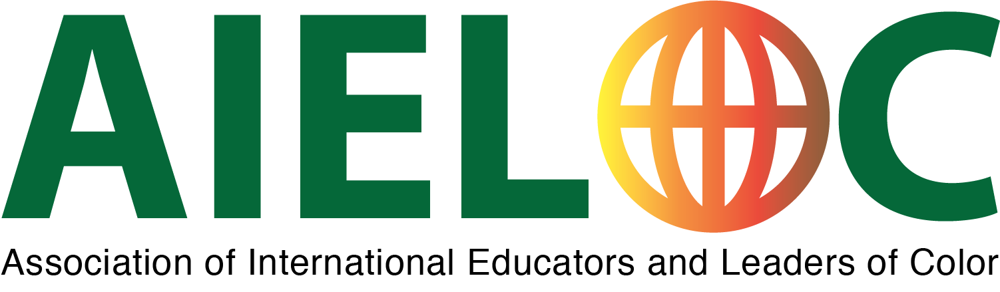 AIELOC
Association of International Educators and Leaders of Color